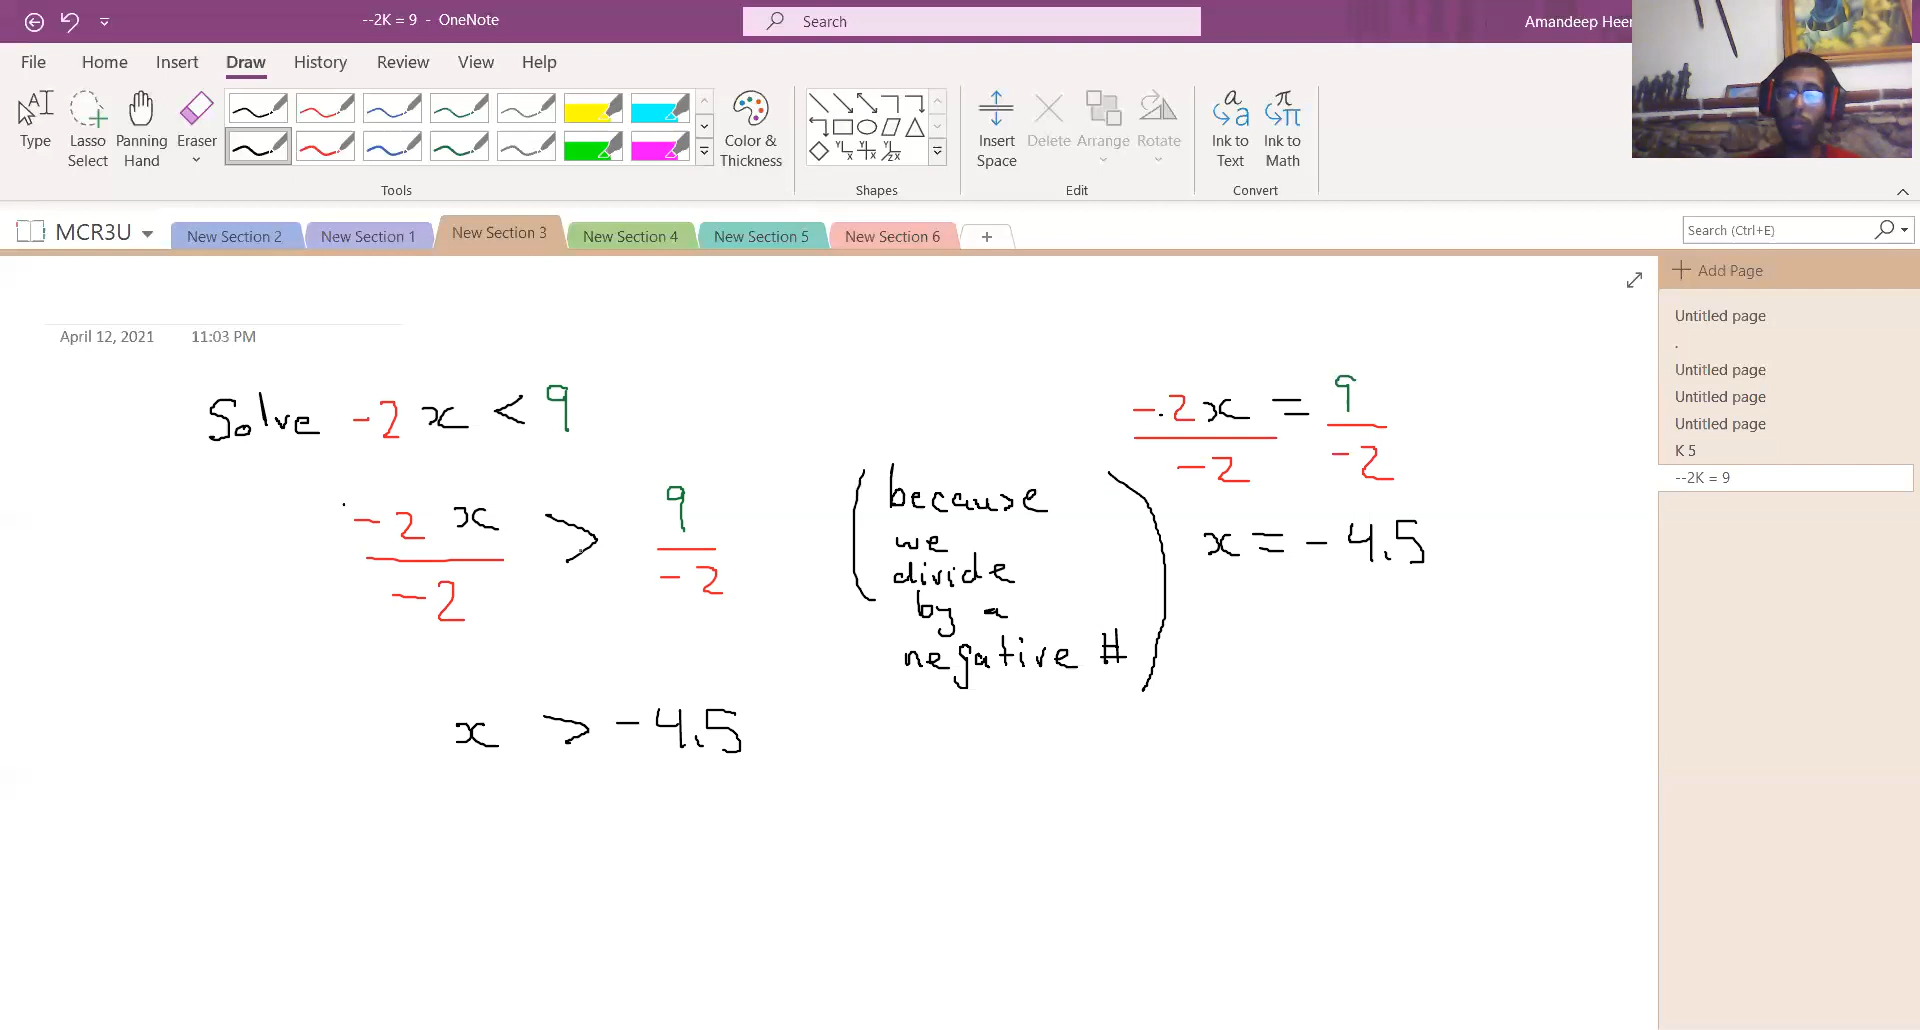 --2K = 9 - OneNote
Search
Amandeep Heer
File Home Insert Draw History Review View Help
Type
Lasso Select
Panning Hand
Eraser
Color & Thickness
Insert Space
Delete
Arrange
Rotate
Ink to Text
Ink to Math
Tools
Shapes
Edit
Convert
MCR3U
New Section 2
New Section 1
New Section 3
New Section 4
New Section 5
New Section 6
+
Search (Ctrl+E)
Add Page
Untitled page
.
Untitled page
Untitled page
Untitled page
K 5
--2K = 9
April 12, 2021 11:03 PM
Solve -2x < 9
-2x > 9
-2 -2
x > -4.5
(because
we
divide
by a
negative #)
-2x = 9
-2 -2
x = -4.5